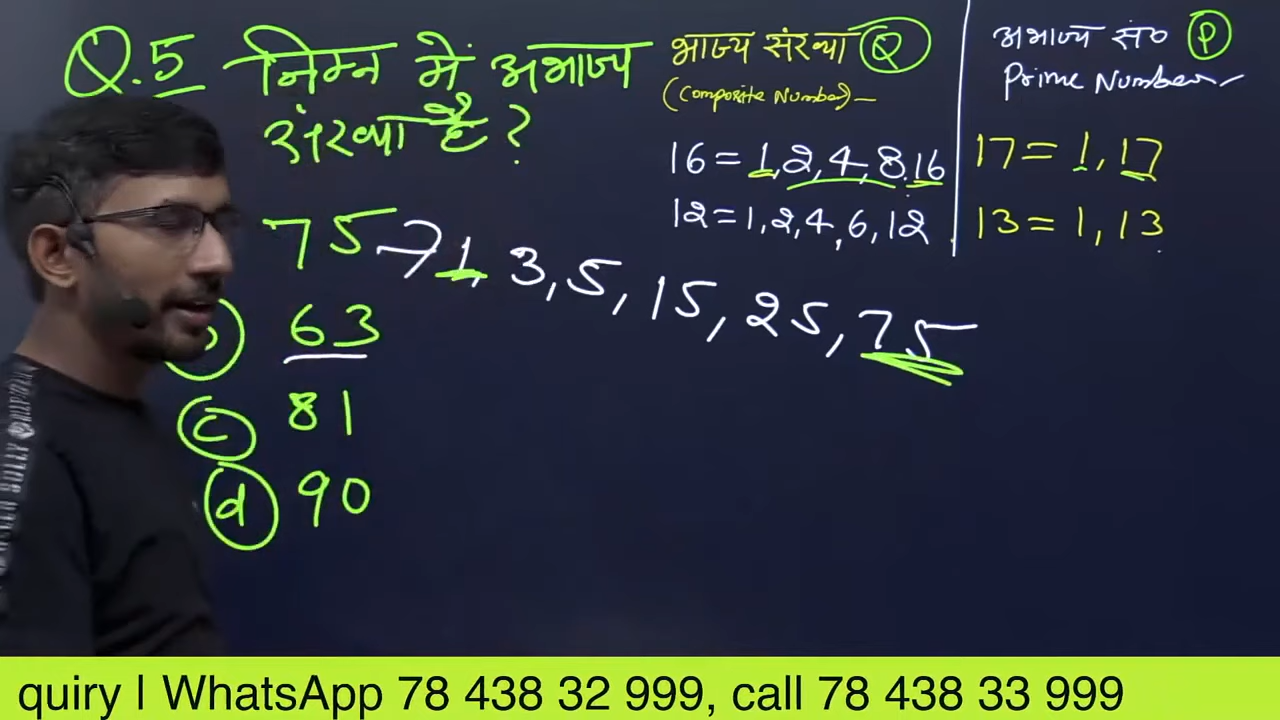 Q.5 निम्न में अभाज्य
संख्या है?
भाज्य संख्या Q
(Composite Number)
16 = 1, 2, 4, 8, 16
12 = 1, 2, 4, 6, 12
अभाज्य सं० P
Prime Number
17 = 1, 17
13 = 1, 13
75 → 1, 3, 5, 15, 25, 75
63
c 81
d 90
quiry l WhatsApp 78 438 32 999, call 78 438 33 999